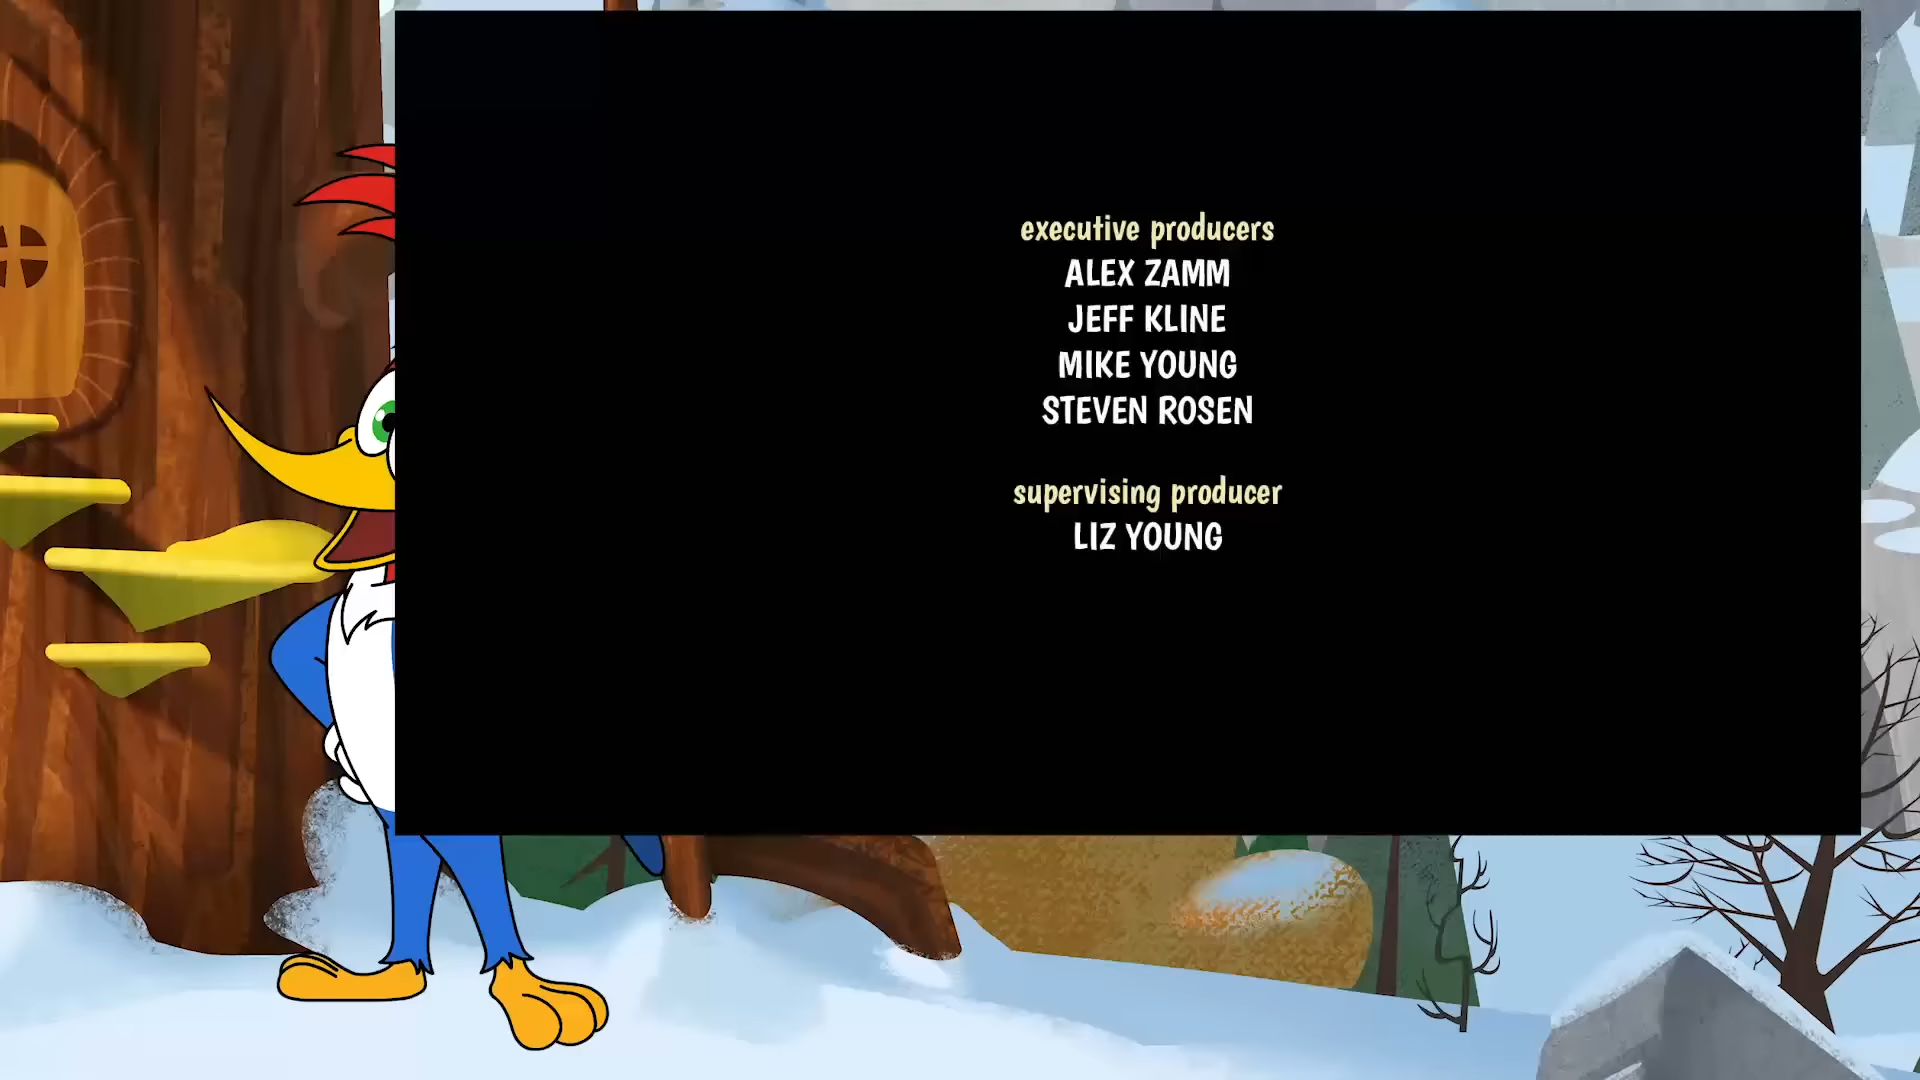 executive producers
ALEX ZAMM
JEFF KLINE
MIKE YOUNG
STEVEN ROSEN
supervising producer
LIZ YOUNG